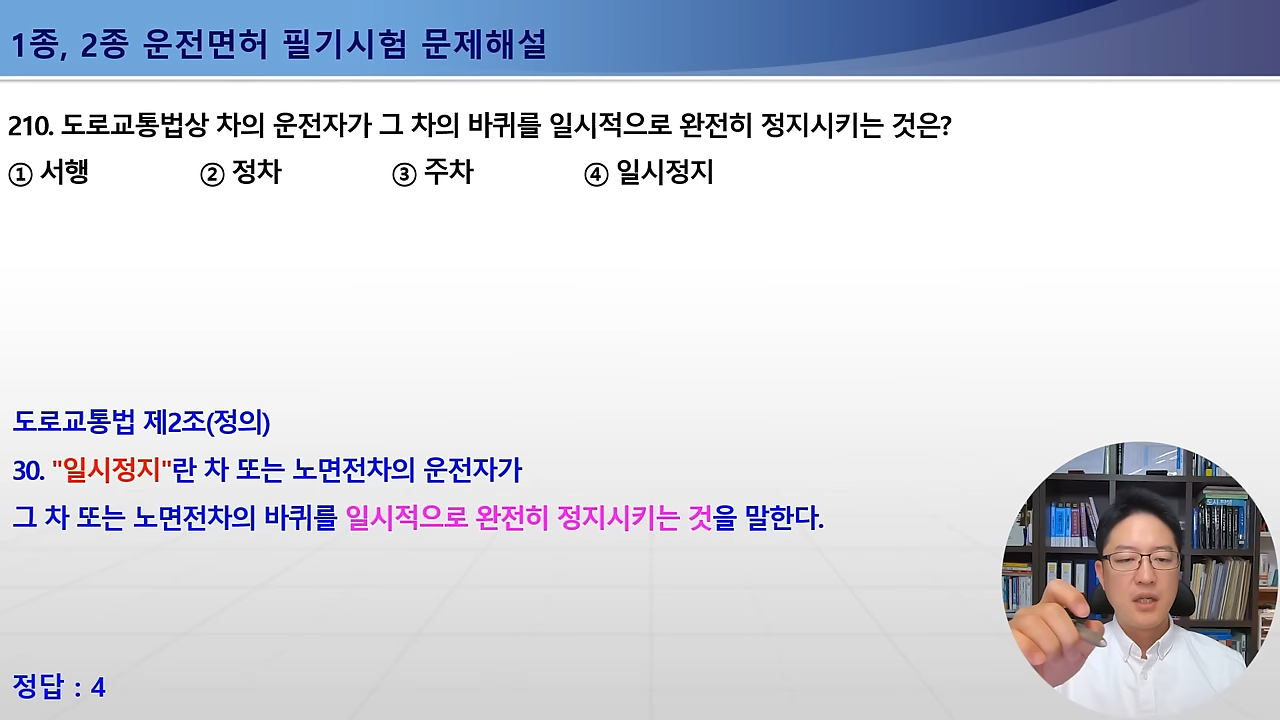 1종, 2종 운전면허 필기시험 문제해설
210. 도로교통법상 차의 운전자가 그 차의 바퀴를 일시적으로 완전히 정지시키는 것은?
① 서행 ② 정차 ③ 주차 ④ 일시정지
도로교통법 제2조(정의)
30. "일시정지"란 차 또는 노면전차의 운전자가
그 차 또는 노면전차의 바퀴를 일시적으로 완전히 정지시키는 것을 말한다.
정답 : 4